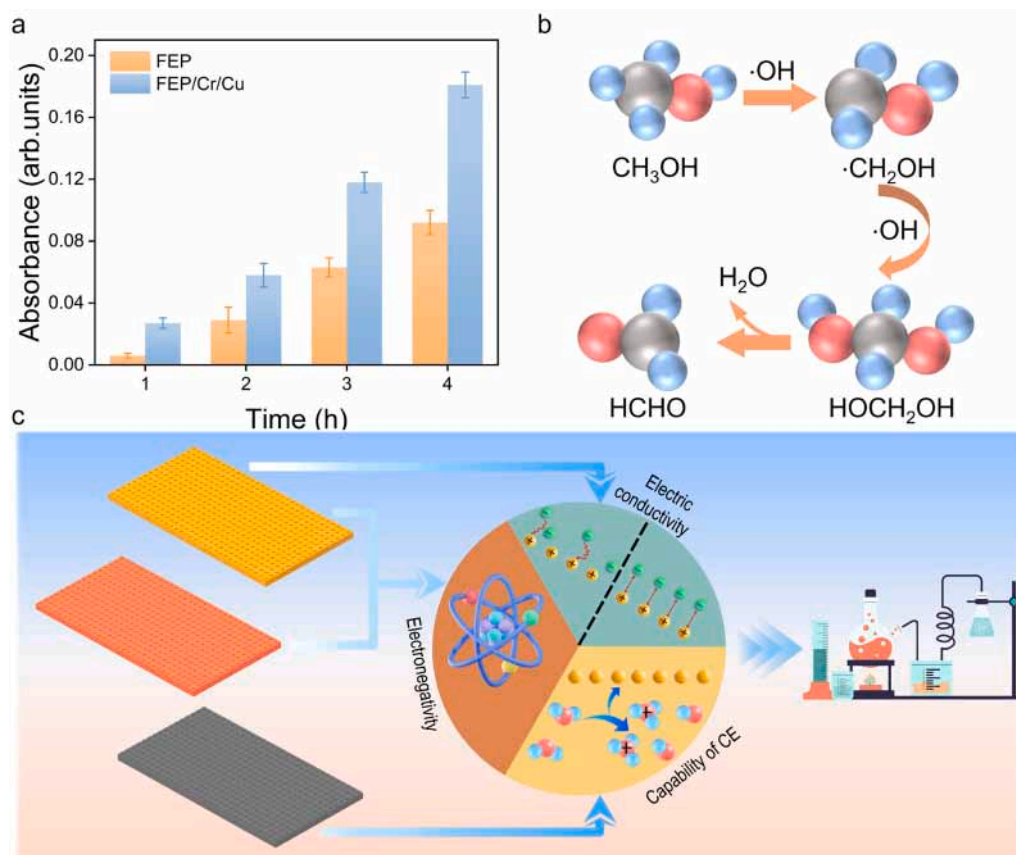 a
FEP
FEP/Cr/Cu
Absorbance (arb.units)
0.20
0.16
0.12
0.08
0.04
0.00
1 2 3 4
Time (h)
b
·OH
CH₃OH
·CH₂OH
·OH
H₂O
HCHO
HOCH₂OH
c
Electric
conductivity
Electronegativity
Capability of CE